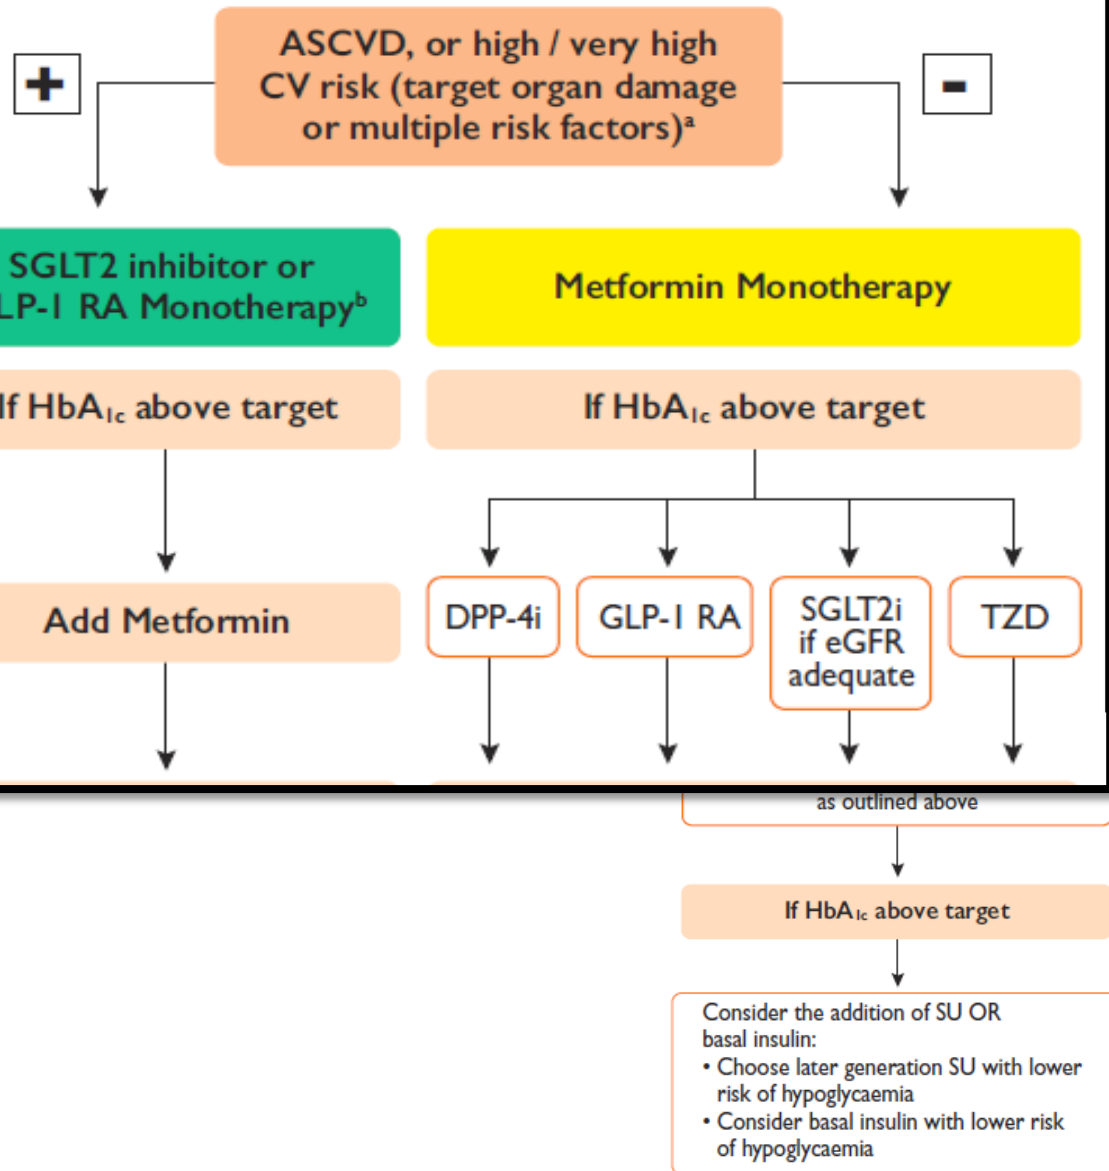 +
ASCVD, or high / very high
CV risk (target organ damage
or multiple risk factors)ᵃ
-
SGLT2 inhibitor or
LP-1 RA Monotherapyᵇ
Metformin Monotherapy
If HbA₁c above target
If HbA₁c above target
Add Metformin
DPP-4i
GLP-1 RA
SGLT2i
if eGFR
adequate
TZD
as outlined above
If HbA₁c above target
Consider the addition of SU OR
basal insulin:
• Choose later generation SU with lower
risk of hypoglycaemia
• Consider basal insulin with lower risk
of hypoglycaemia